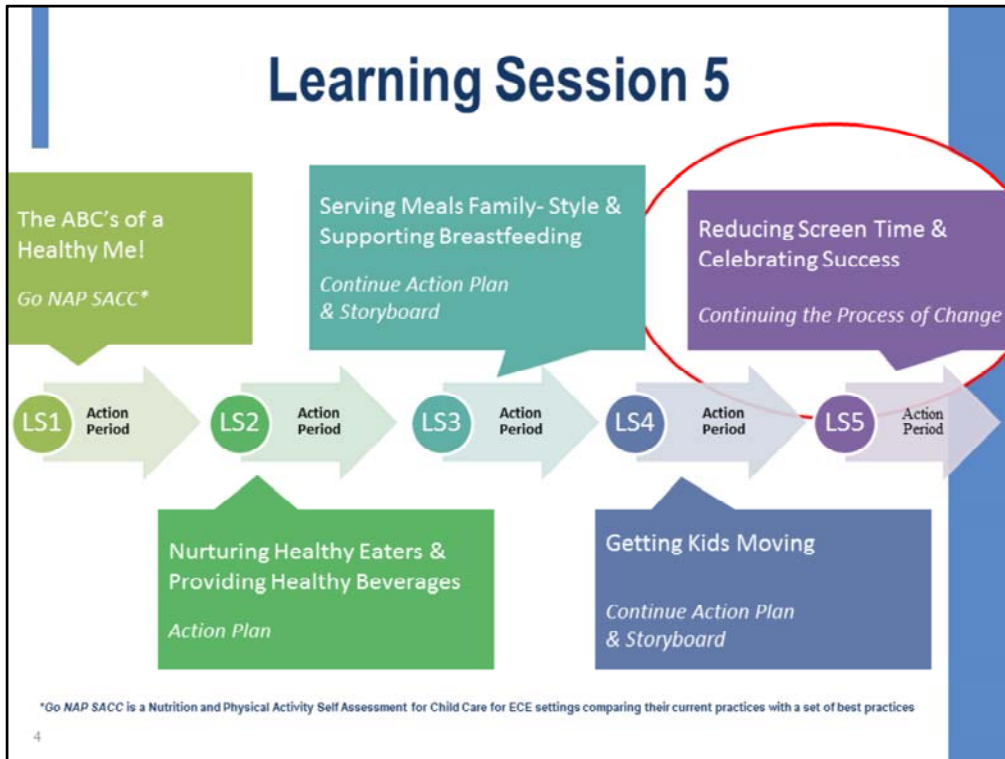 Learning Session 5
The ABC's of a
Healthy Me!
Go NAP SACC*
Serving Meals Family- Style &
Supporting Breastfeeding
Continue Action Plan
& Storyboard
Reducing Screen Time &
Celebrating Success
Continuing the Process of Change
LS1
Action
Period
LS2
Action
Period
LS3
Action
Period
LS4
Action
Period
LS5
Action
Period
Nurturing Healthy Eaters &
Providing Healthy Beverages
Action Plan
Getting Kids Moving
Continue Action Plan
& Storyboard
*Go NAP SACC is a Nutrition and Physical Activity Self Assessment for Child Care for ECE settings comparing their current practices with a set of best practices
4